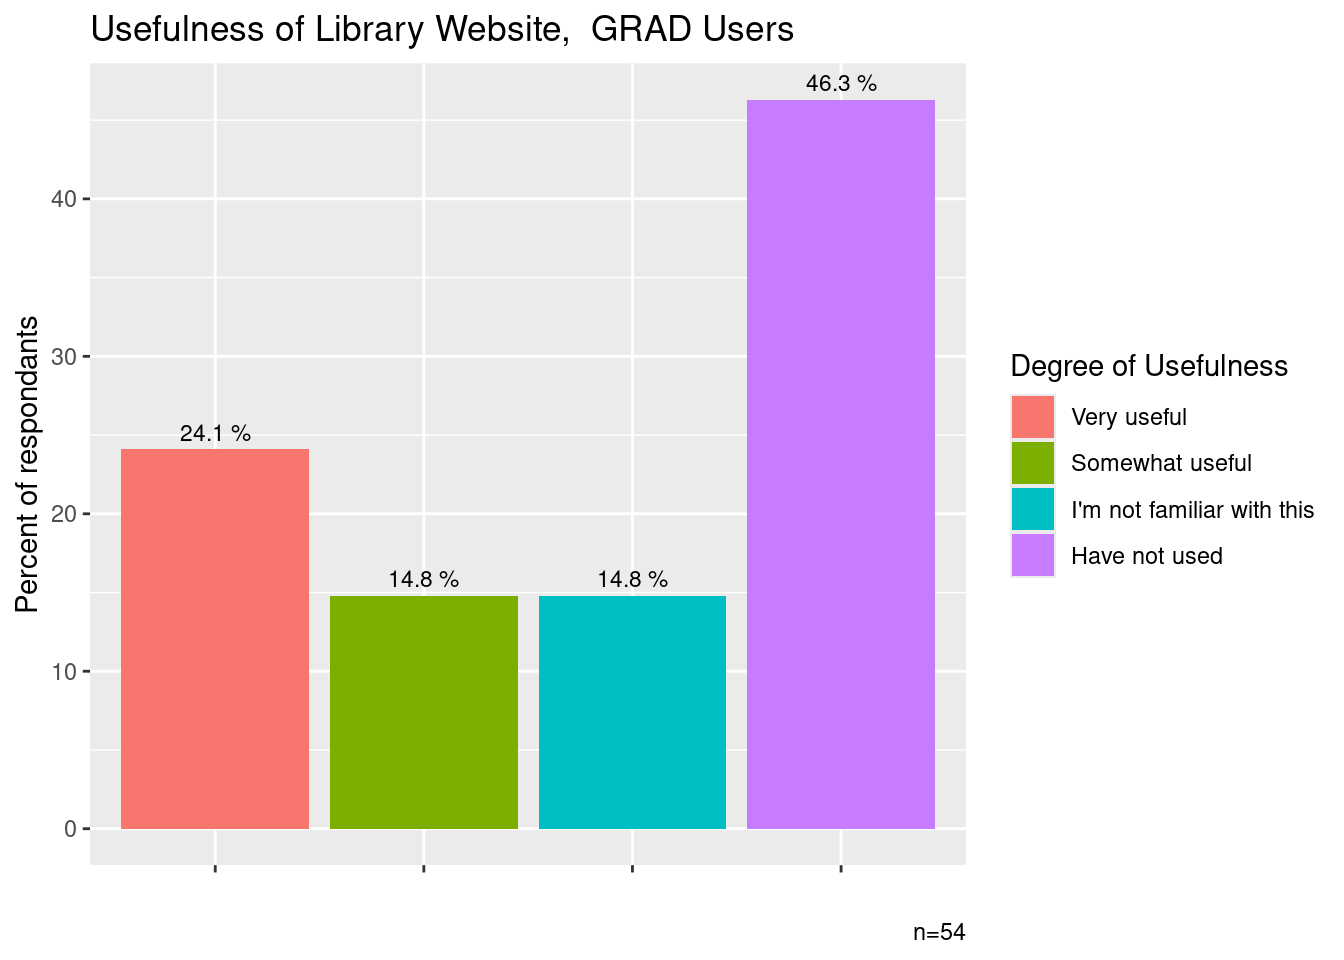 Usefulness of Library Website,  GRAD Users
46.3 %
40
30
Percent of respondants
24.1 %
20
14.8 %
14.8 %
10
0
n=54
Degree of Usefulness
Very useful
Somewhat useful
I'm not familiar with this
Have not used